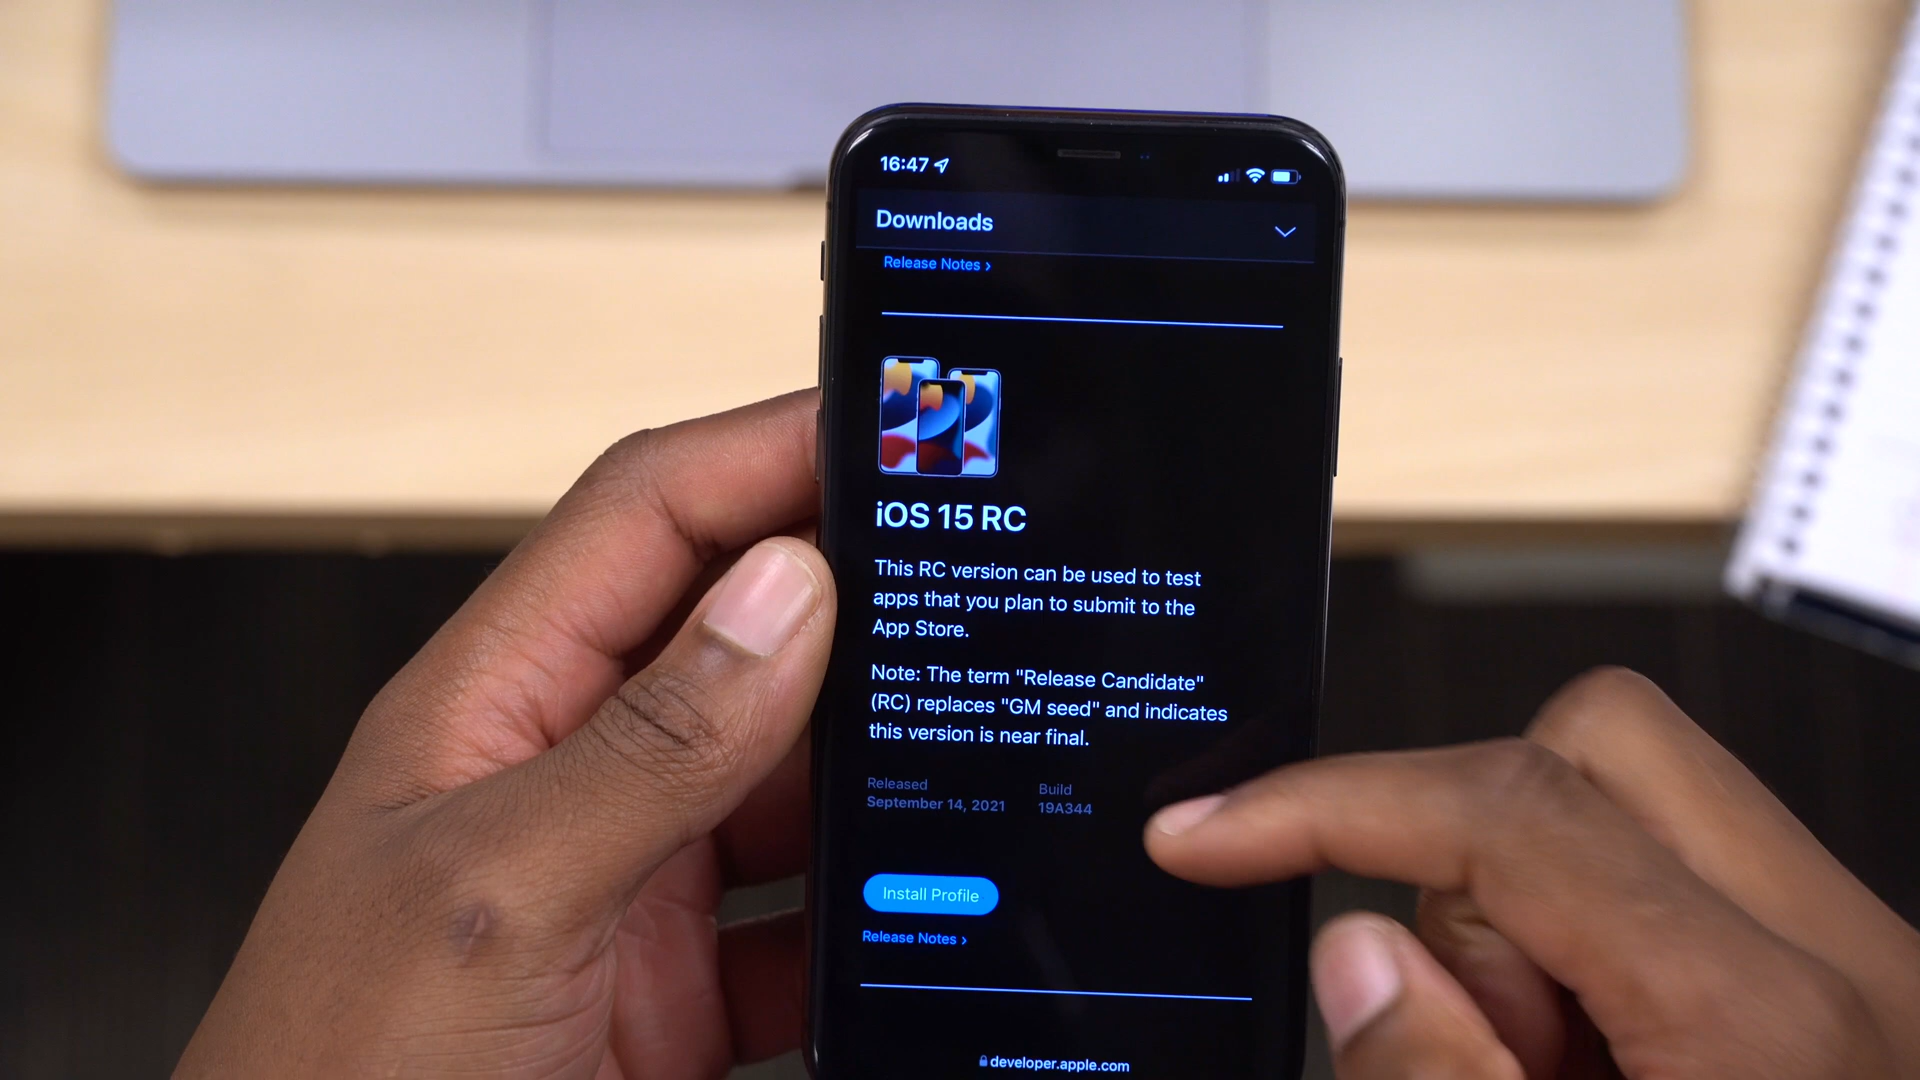 16:47
Downloads
Release Notes >
iOS 15 RC
This RC version can be used to test
apps that you plan to submit to the
App Store.
Note: The term "Release Candidate"
(RC) replaces "GM seed" and indicates
this version is near final.
Released Build
September 14, 2021 19A344
Install Profile
Release Notes >
developer.apple.com